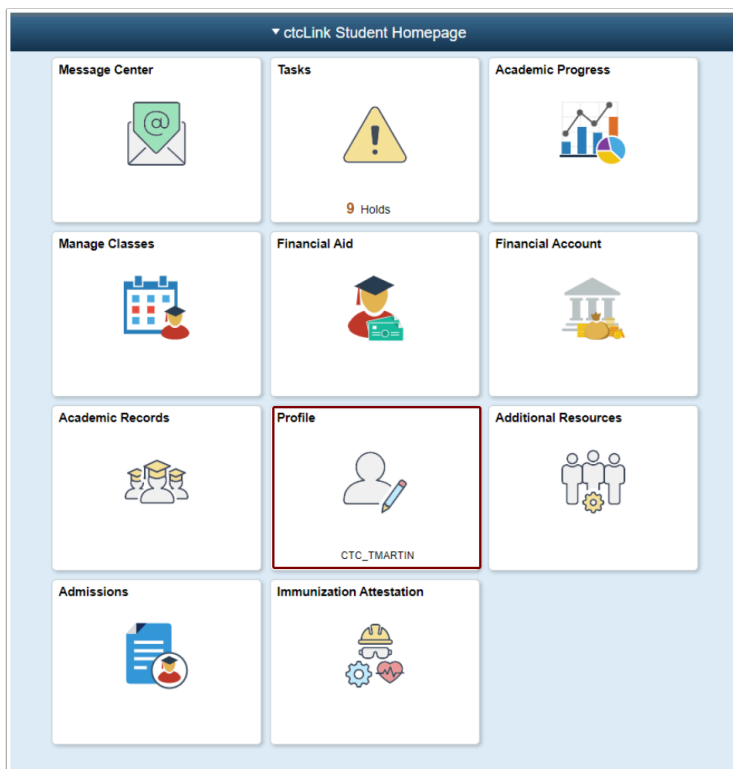 ctcLink Student Homepage
Message Center
Tasks
Academic Progress
9 Holds
Manage Classes
Financial Aid
Financial Account
Academic Records
Profile
Additional Resources
CTC_TMARTIN
Admissions
Immunization Attestation